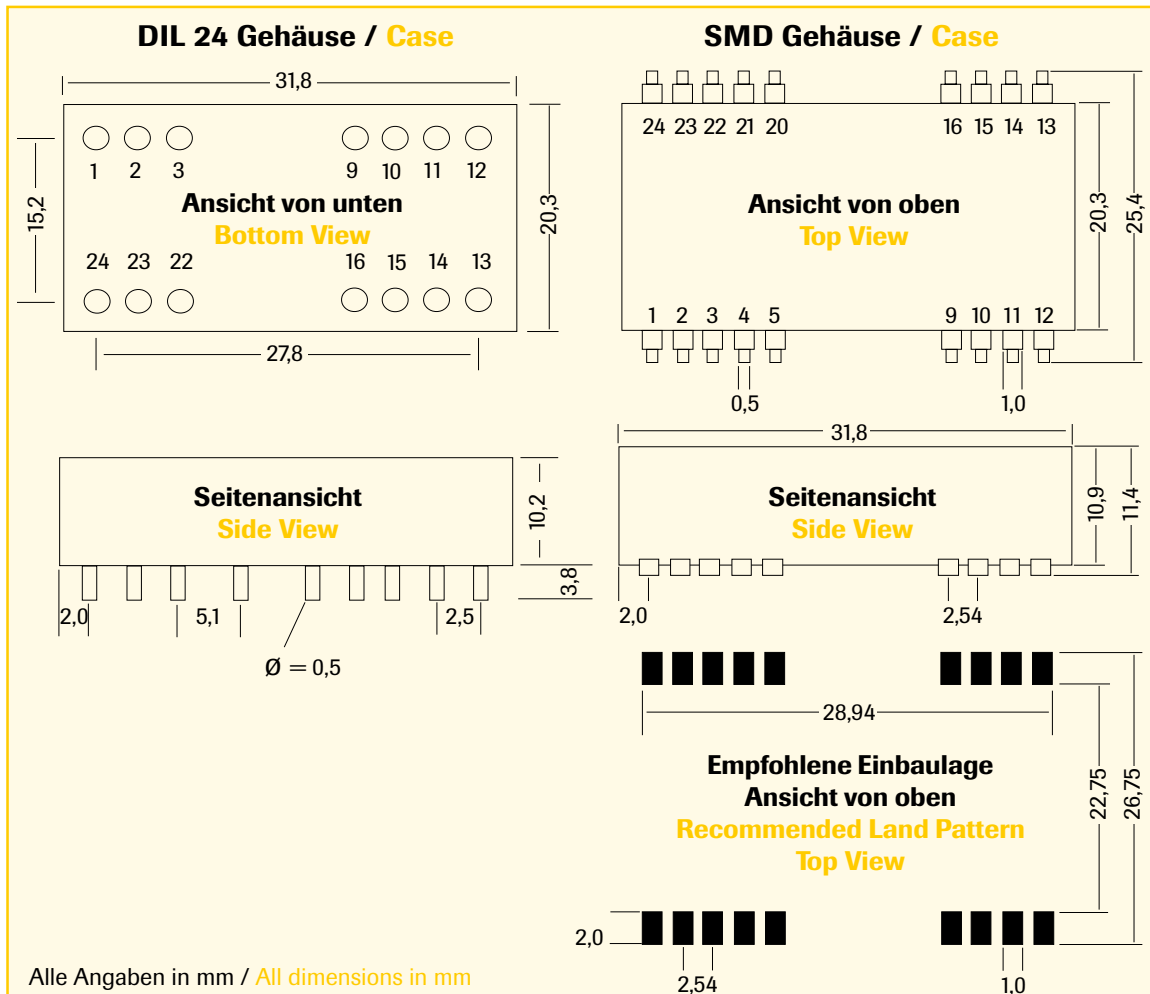 DIL 24 Gehäuse / Case
31,8
1 2 3 9 10 11 12
Ansicht von unten
Bottom View
15,2
20,3
24 23 22 16 15 14 13
27,8
Seitenansicht
Side View
10,2
3,8
2,0
5,1
2,5
Ø = 0,5
SMD Gehäuse / Case
24 23 22 21 20 16 15 14 13
Ansicht von oben
Top View
20,3
25,4
1 2 3 4 5 9 10 11 12
0,5
1,0
31,8
Seitenansicht
Side View
10,9
11,4
2,0
2,54
28,94
Empfohlene Einbaulage
Ansicht von oben
Recommended Land Pattern
Top View
22,75
26,75
2,0
2,54
1,0
Alle Angaben in mm / All dimensions in mm